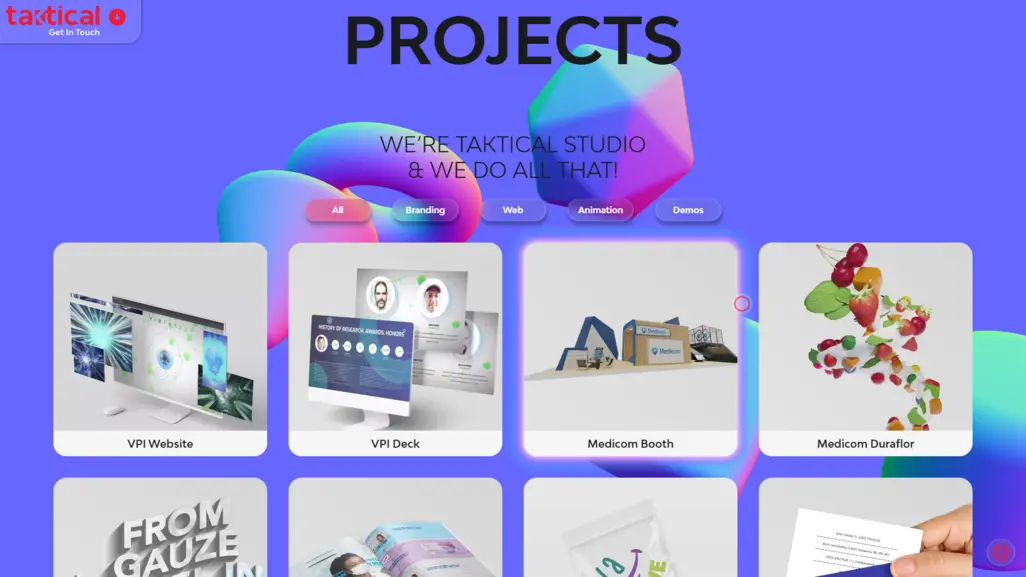 taktical
Get In Touch
PROJECTS
WE'RE TAKTICAL STUDIO
& WE DO ALL THAT!
All
Branding
Web
Animation
Demos
HISTORY OF RESEARCH, AWARDS, HONORS
Medicom
Medicom
VPI Website
VPI Deck
Medicom Booth
Medicom Duraflor
FROM
GAUZE